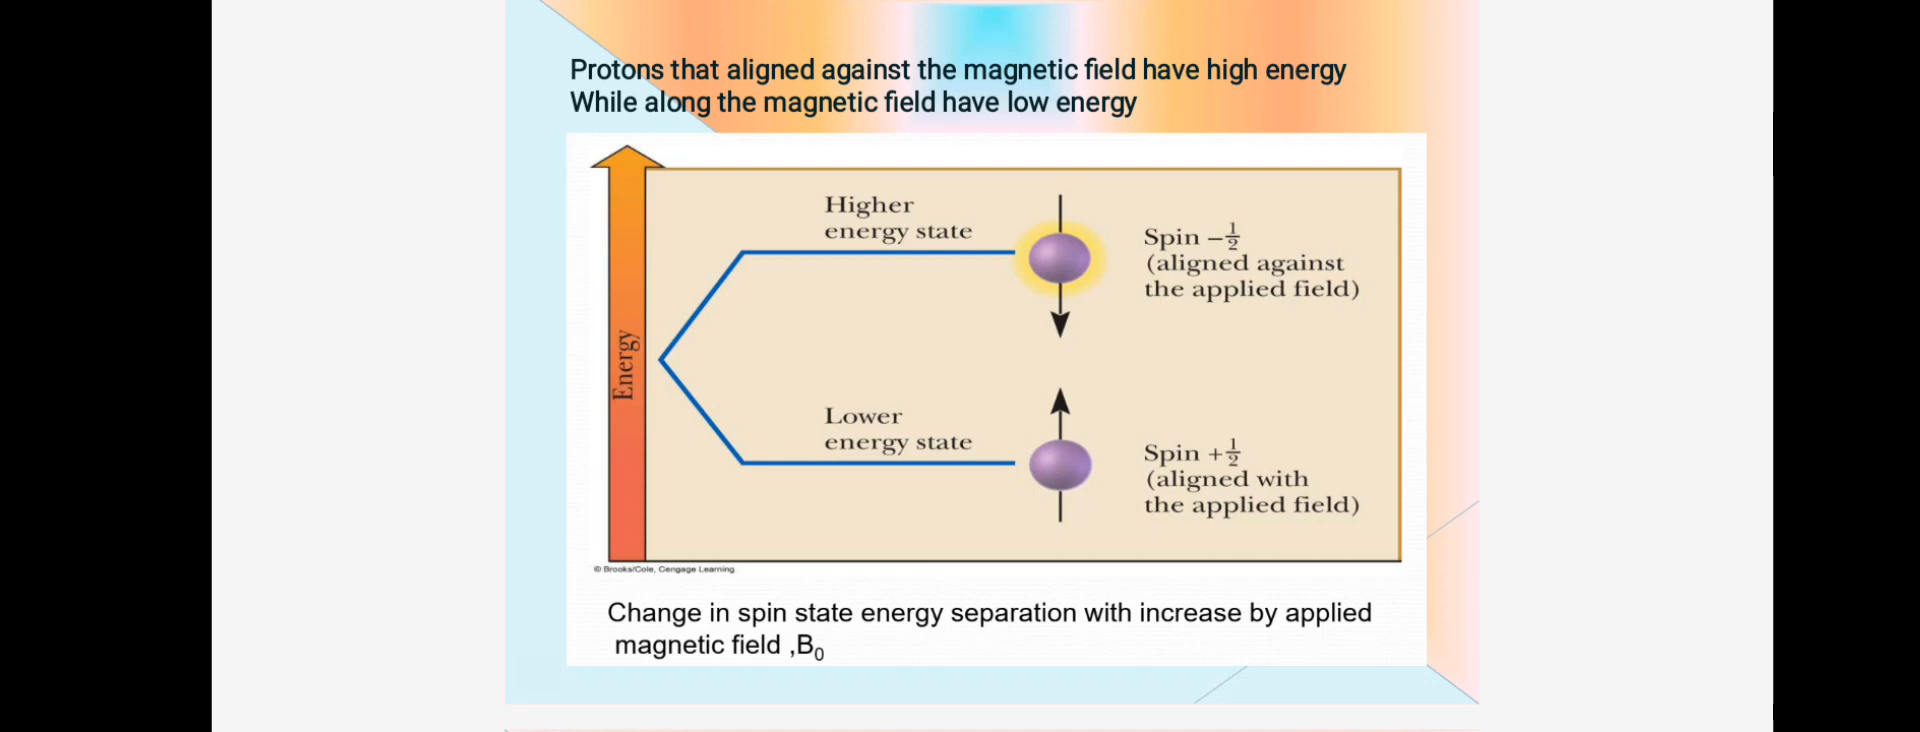 Protons that aligned against the magnetic field have high energy
While along the magnetic field have low energy
Higher
energy state
Spin –½
(aligned against
the applied field)
Energy
Lower
energy state
Spin +½
(aligned with
the applied field)
© Brooks/Cole, Cengage Learning
Change in spin state energy separation with increase by applied
magnetic field ,B₀